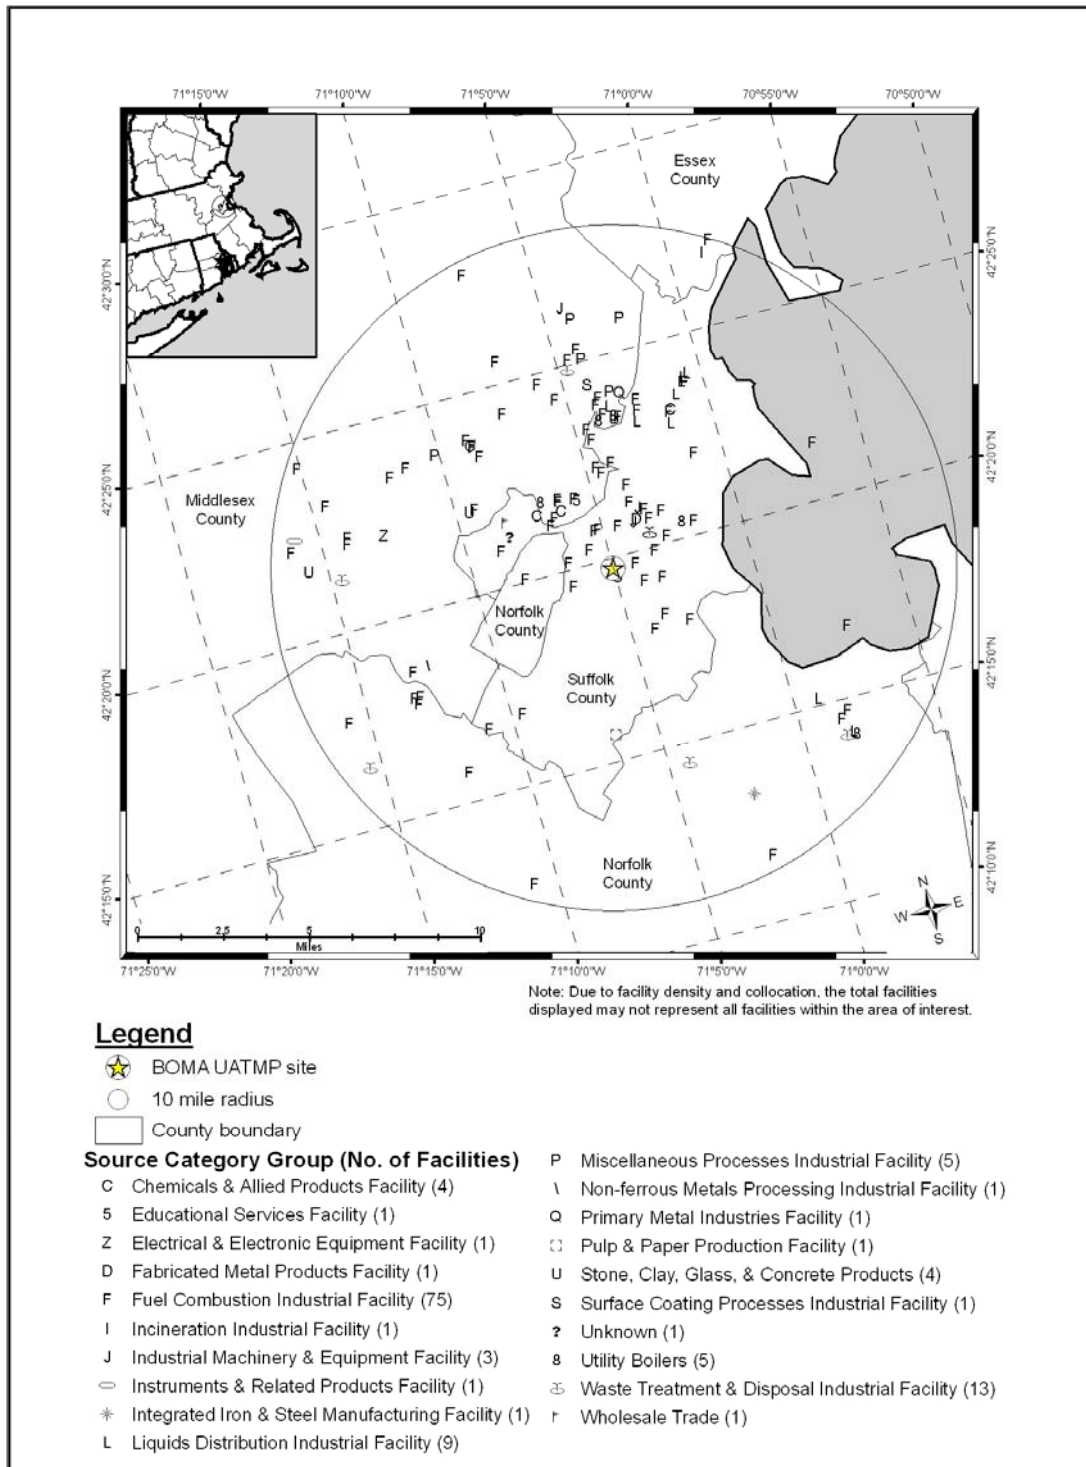 71°15'0"W 71°10'0"W 71°5'0"W 71°0'0"W 70°55'0"W 70°50'0"W
Essex
County
42°30'0"N
42°25'0"N
42°25'0"N
42°20'0"N
Middlesex
County
Norfolk
County
Suffolk
County
42°20'0"N
42°15'0"N
42°15'0"N
42°10'0"N
Norfolk
County
N
W E
S
0 2.5 5 10
Miles
71°25'0"W 71°20'0"W 71°15'0"W 71°10'0"W 71°5'0"W 71°0'0"W
Note: Due to facility density and collocation, the total facilities
displayed may not represent all facilities within the area of interest.
Legend
BOMA UATMP site
10 mile radius
County boundary
Source Category Group (No. of Facilities)
C Chemicals & Allied Products Facility (4)
5 Educational Services Facility (1)
Z Electrical & Electronic Equipment Facility (1)
D Fabricated Metal Products Facility (1)
F Fuel Combustion Industrial Facility (75)
I Incineration Industrial Facility (1)
J Industrial Machinery & Equipment Facility (3)
Instruments & Related Products Facility (1)
Integrated Iron & Steel Manufacturing Facility (1)
L Liquids Distribution Industrial Facility (9)
P Miscellaneous Processes Industrial Facility (5)
\ Non-ferrous Metals Processing Industrial Facility (1)
Q Primary Metal Industries Facility (1)
Pulp & Paper Production Facility (1)
U Stone, Clay, Glass, & Concrete Products (4)
S Surface Coating Processes Industrial Facility (1)
? Unknown (1)
8 Utility Boilers (5)
Waste Treatment & Disposal Industrial Facility (13)
Wholesale Trade (1)